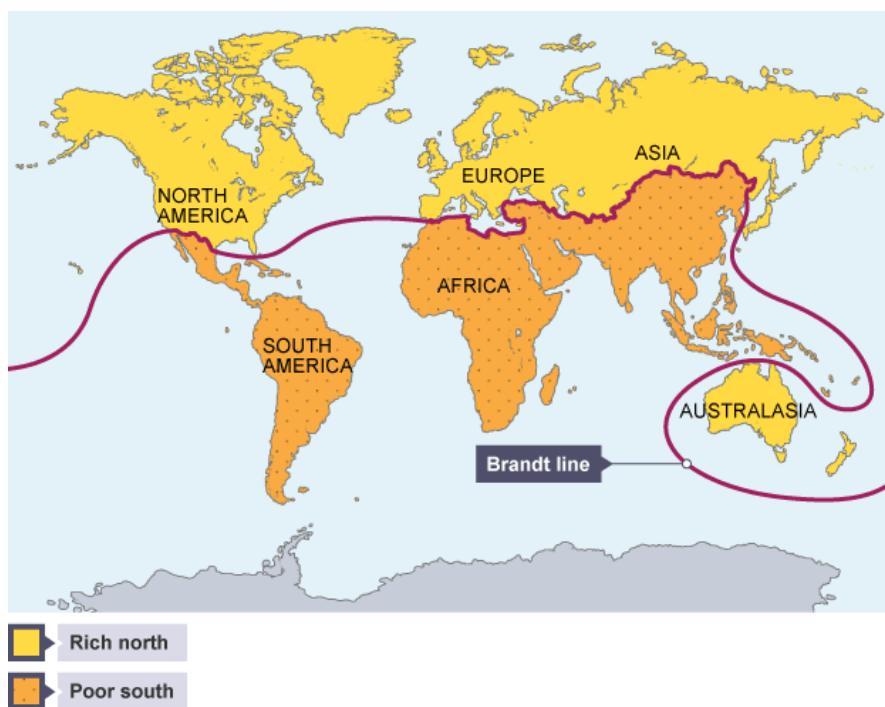 ASIA
EUROPE
NORTH
AMERICA
AFRICA
SOUTH
AMERICA
AUSTRALASIA
Brandt line
Rich north
Poor south